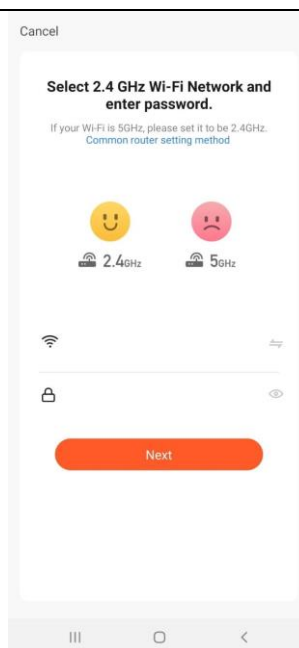 Cancel
Select 2.4 GHz Wi-Fi Network and
enter password.
If your Wi-Fi is 5GHz, please set it to be 2.4GHz.
Common router setting method
2.4GHz
5GHz
Next